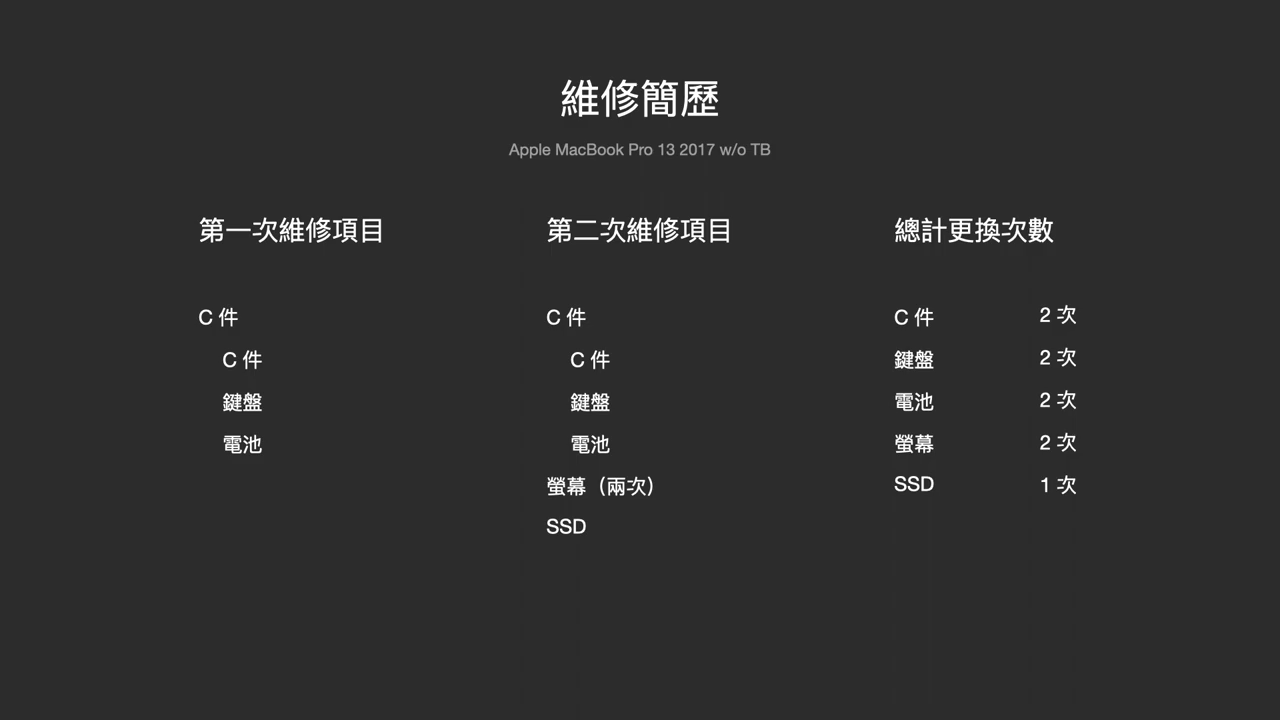 維修簡歷
Apple MacBook Pro 13 2017 w/o TB
第一次維修項目
C 件
C 件
鍵盤
電池
第二次維修項目
C 件
C 件
鍵盤
電池
螢幕（兩次）
SSD
總計更換次數
C 件 2 次
鍵盤 2 次
電池 2 次
螢幕 2 次
SSD 1 次